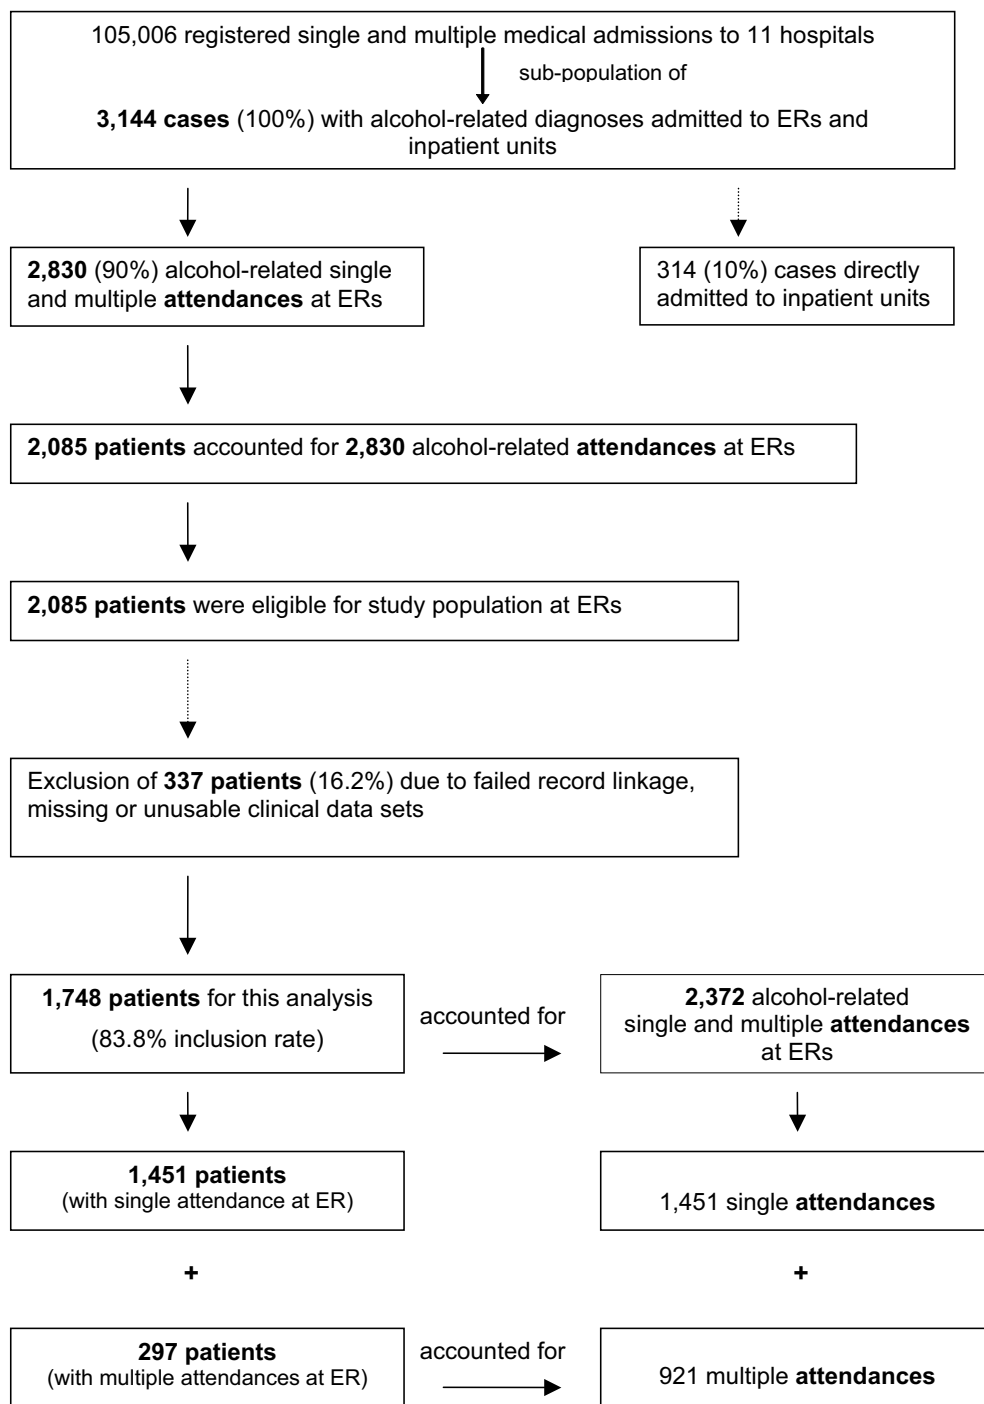 105,006 registered single and multiple medical admissions to 11 hospitals
sub-population of
3,144 cases (100%) with alcohol-related diagnoses admitted to ERs and
inpatient units
2,830 (90%) alcohol-related single
and multiple attendances at ERs
314 (10%) cases directly
admitted to inpatient units
2,085 patients accounted for 2,830 alcohol-related attendances at ERs
2,085 patients were eligible for study population at ERs
Exclusion of 337 patients (16.2%) due to failed record linkage,
missing or unusable clinical data sets
1,748 patients for this analysis
(83.8% inclusion rate)
accounted for
2,372 alcohol-related
single and multiple attendances
at ERs
1,451 patients
(with single attendance at ER)
1,451 single attendances
+
+
297 patients
(with multiple attendances at ER)
accounted for
921 multiple attendances